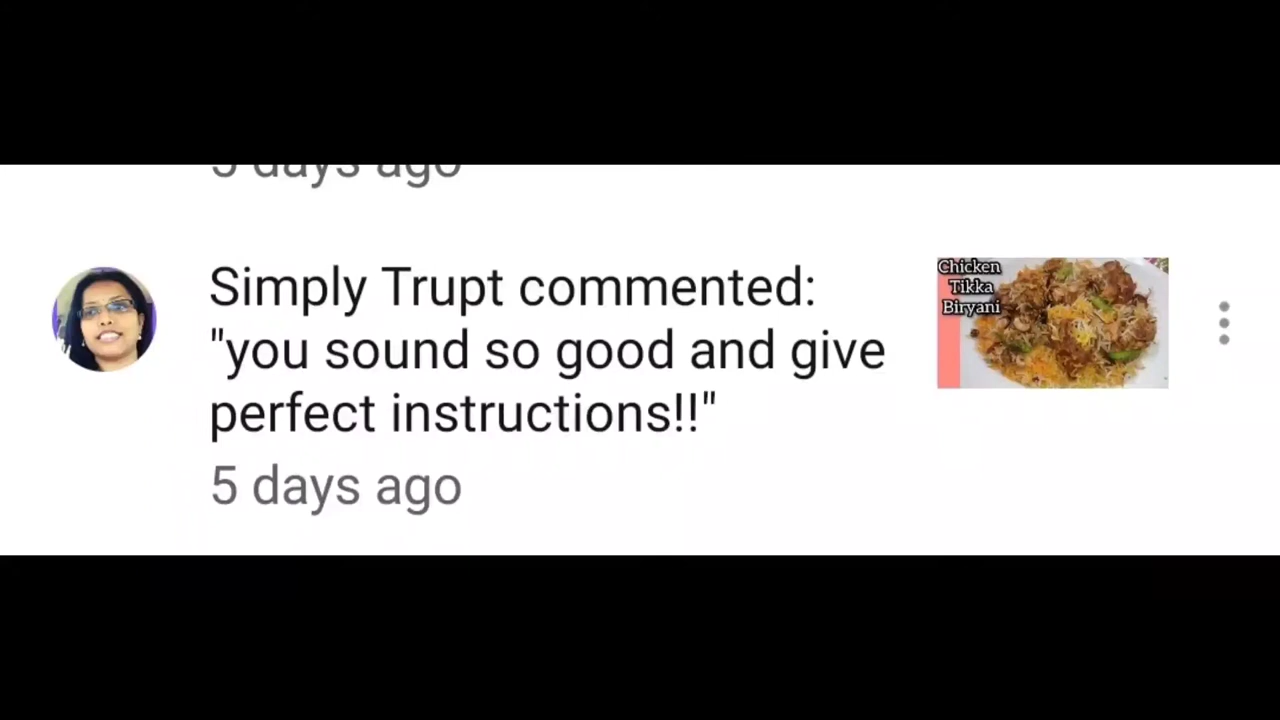 5 days ago
Simply Trupt commented:
"you sound so good and give
perfect instructions!!"
5 days ago
Chicken
Tikka
Biryani